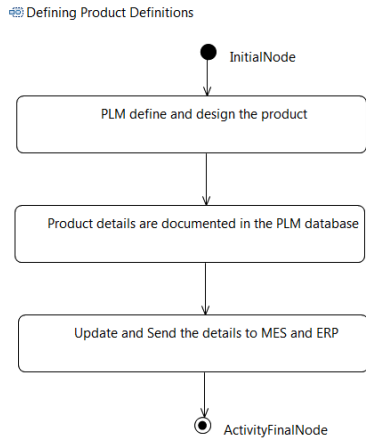 Defining Product Definitions
InitialNode
PLM define and design the product
Product details are documented in the PLM database
Update and Send the details to MES and ERP
ActivityFinalNode